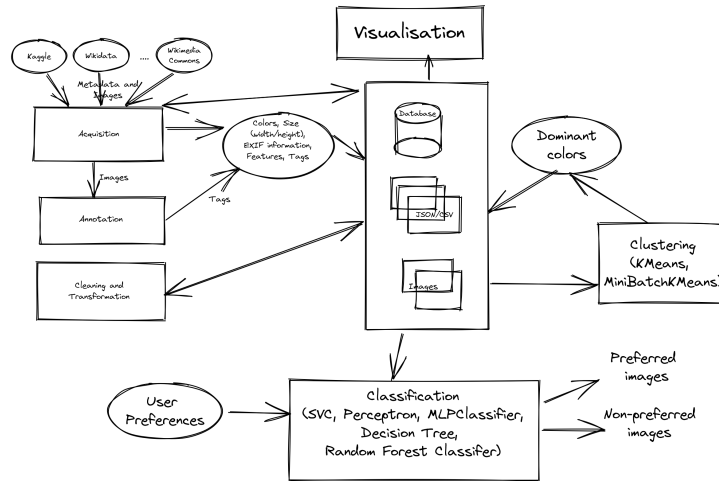 Visualisation
Kaggle
Wikidata
....
Wikimedia
Commons
Metadata and
Images
Acquisition
Colors, Size
(width/height),
EXIF information,
Features, Tags
Database
Dominant
colors
Images
Tags
Annotation
JSON/CSV
Clustering
(KMeans,
MiniBatchKMeans)
Cleaning and
Transformation
Images
Preferred
images
User
Preferences
Classification
(SVC, Perceptron, MLPClassifier,
Decision Tree,
Random Forest Classifer)
Non-preferred
images